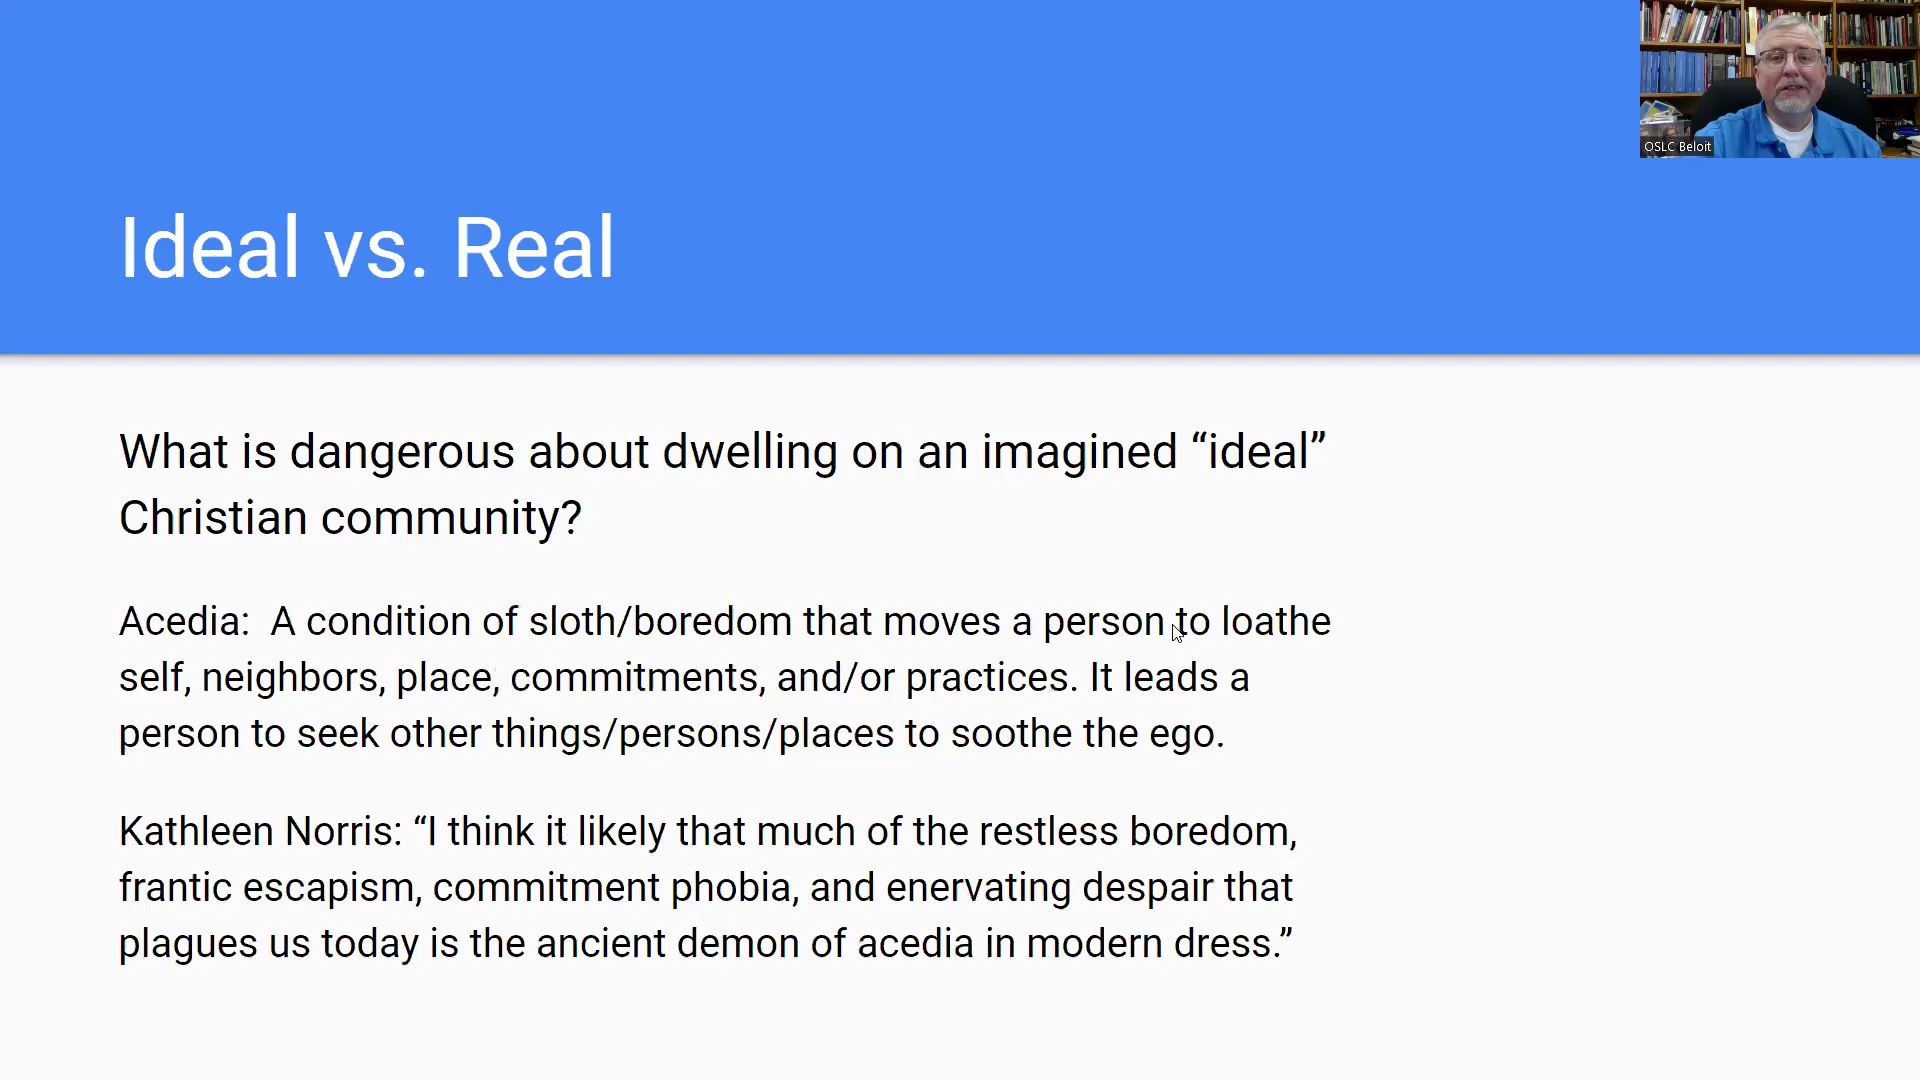 OSLC Beloit
Ideal vs. Real
What is dangerous about dwelling on an imagined “ideal”
Christian community?
Acedia:  A condition of sloth/boredom that moves a person to loathe
self, neighbors, place, commitments, and/or practices. It leads a
person to seek other things/persons/places to soothe the ego.
Kathleen Norris: “I think it likely that much of the restless boredom,
frantic escapism, commitment phobia, and enervating despair that
plagues us today is the ancient demon of acedia in modern dress.”